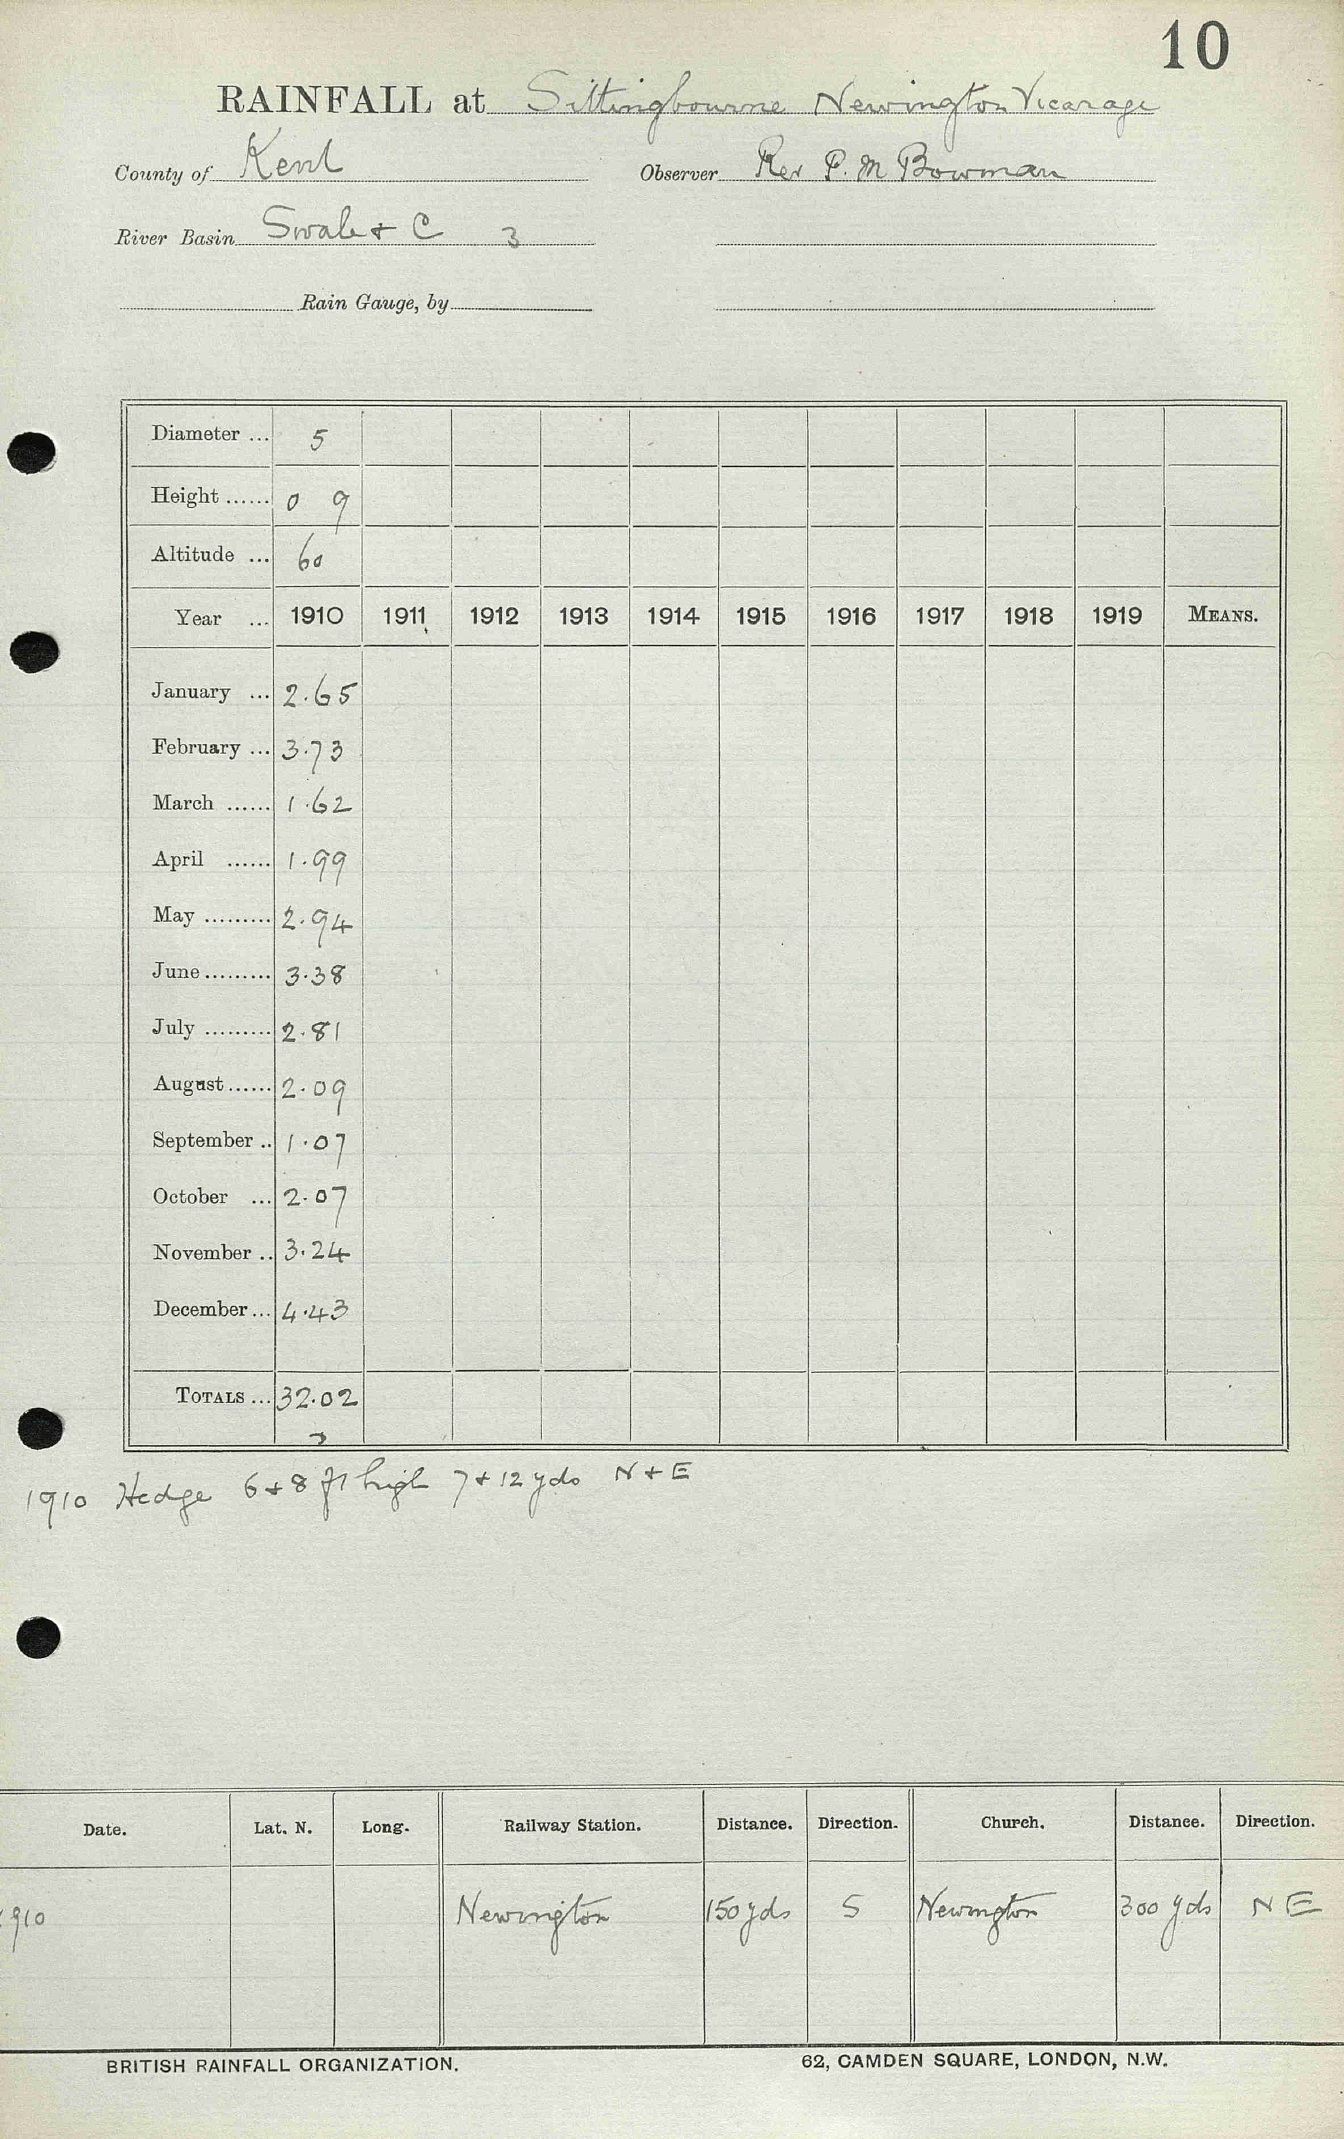 10
RAINFALL at Sittingbourne Newington Vicarage
County of Kent Observer Rev P. M Bowman
River Basin Swale & C 3
Rain Gauge, by
Diameter ... 5
Height ...... 0 9
Altitude ... 60
Year ... 1910 1911 1912 1913 1914 1915 1916 1917 1918 1919 MEANS.
January ... 2.65
February ... 3.73
March ...... 1.62
April ...... 1.99
May ......... 2.94
June ......... 3.38
July ......... 2.81
August ...... 2.09
September .. 1.07
October ... 2.07
November .. 3.24
December ... 4.43
TOTALS ... 32.02
1910 Hedge 6 & 8 ft high 7 & 12 yds N & E
Date. Lat. N. Long. Railway Station. Distance. Direction. Church. Distance. Direction.
1910 Newington 150 yds S Newington 300 yds N E
BRITISH RAINFALL ORGANIZATION. 62, CAMDEN SQUARE, LONDON, N.W.